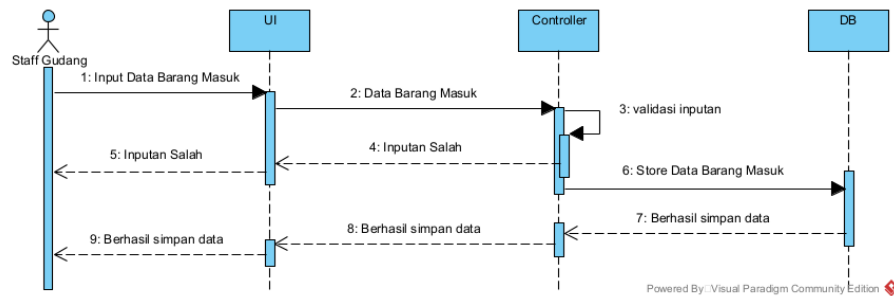 UI
Controller
DB
Staff Gudang
1: Input Data Barang Masuk
2: Data Barang Masuk
3: validasi inputan
4: Inputan Salah
5: Inputan Salah
6: Store Data Barang Masuk
7: Berhasil simpan data
8: Berhasil simpan data
9: Berhasil simpan data
Powered By Visual Paradigm Community Edition